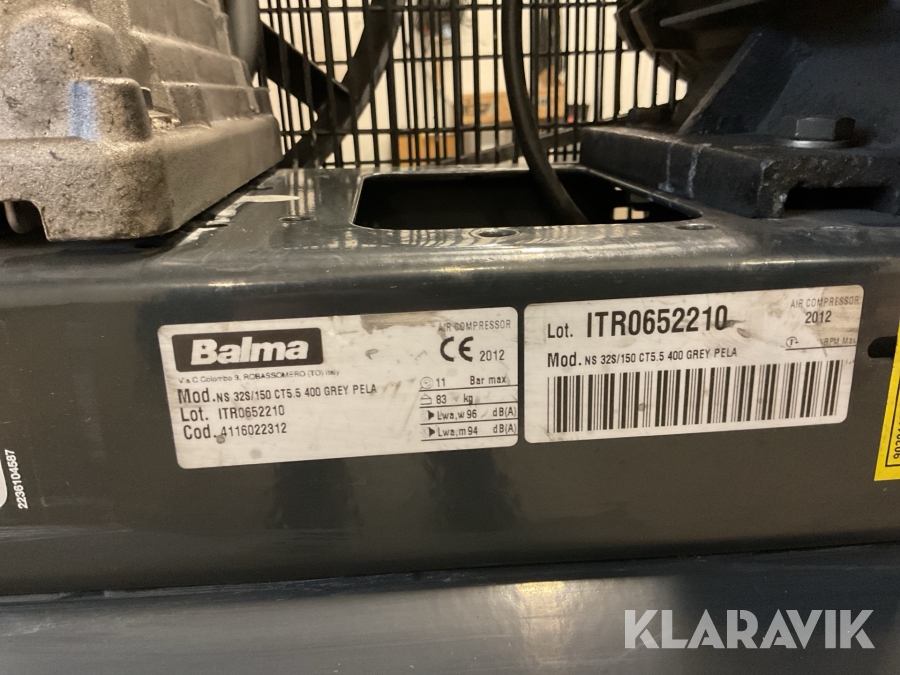 Balma
AIR COMPRESSOR
CE 2012
V.a C. Colombo 3, ROBASSOMERO (TO) Italy
Mod. NS 32S/150 CT5.5 400 GREY PELA
Lot. ITR0652210
Cod. 4116022312
11 Bar max
83 kg
Lwa,w 96 dB(A)
Lwa,m 94 dB(A)
Lot. ITR0652210
AIR COMPRESSOR
2012
Mod. NS 32S/150 CT5.5 400 GREY PELA
RPM Max
2236104587
KLARAVIK